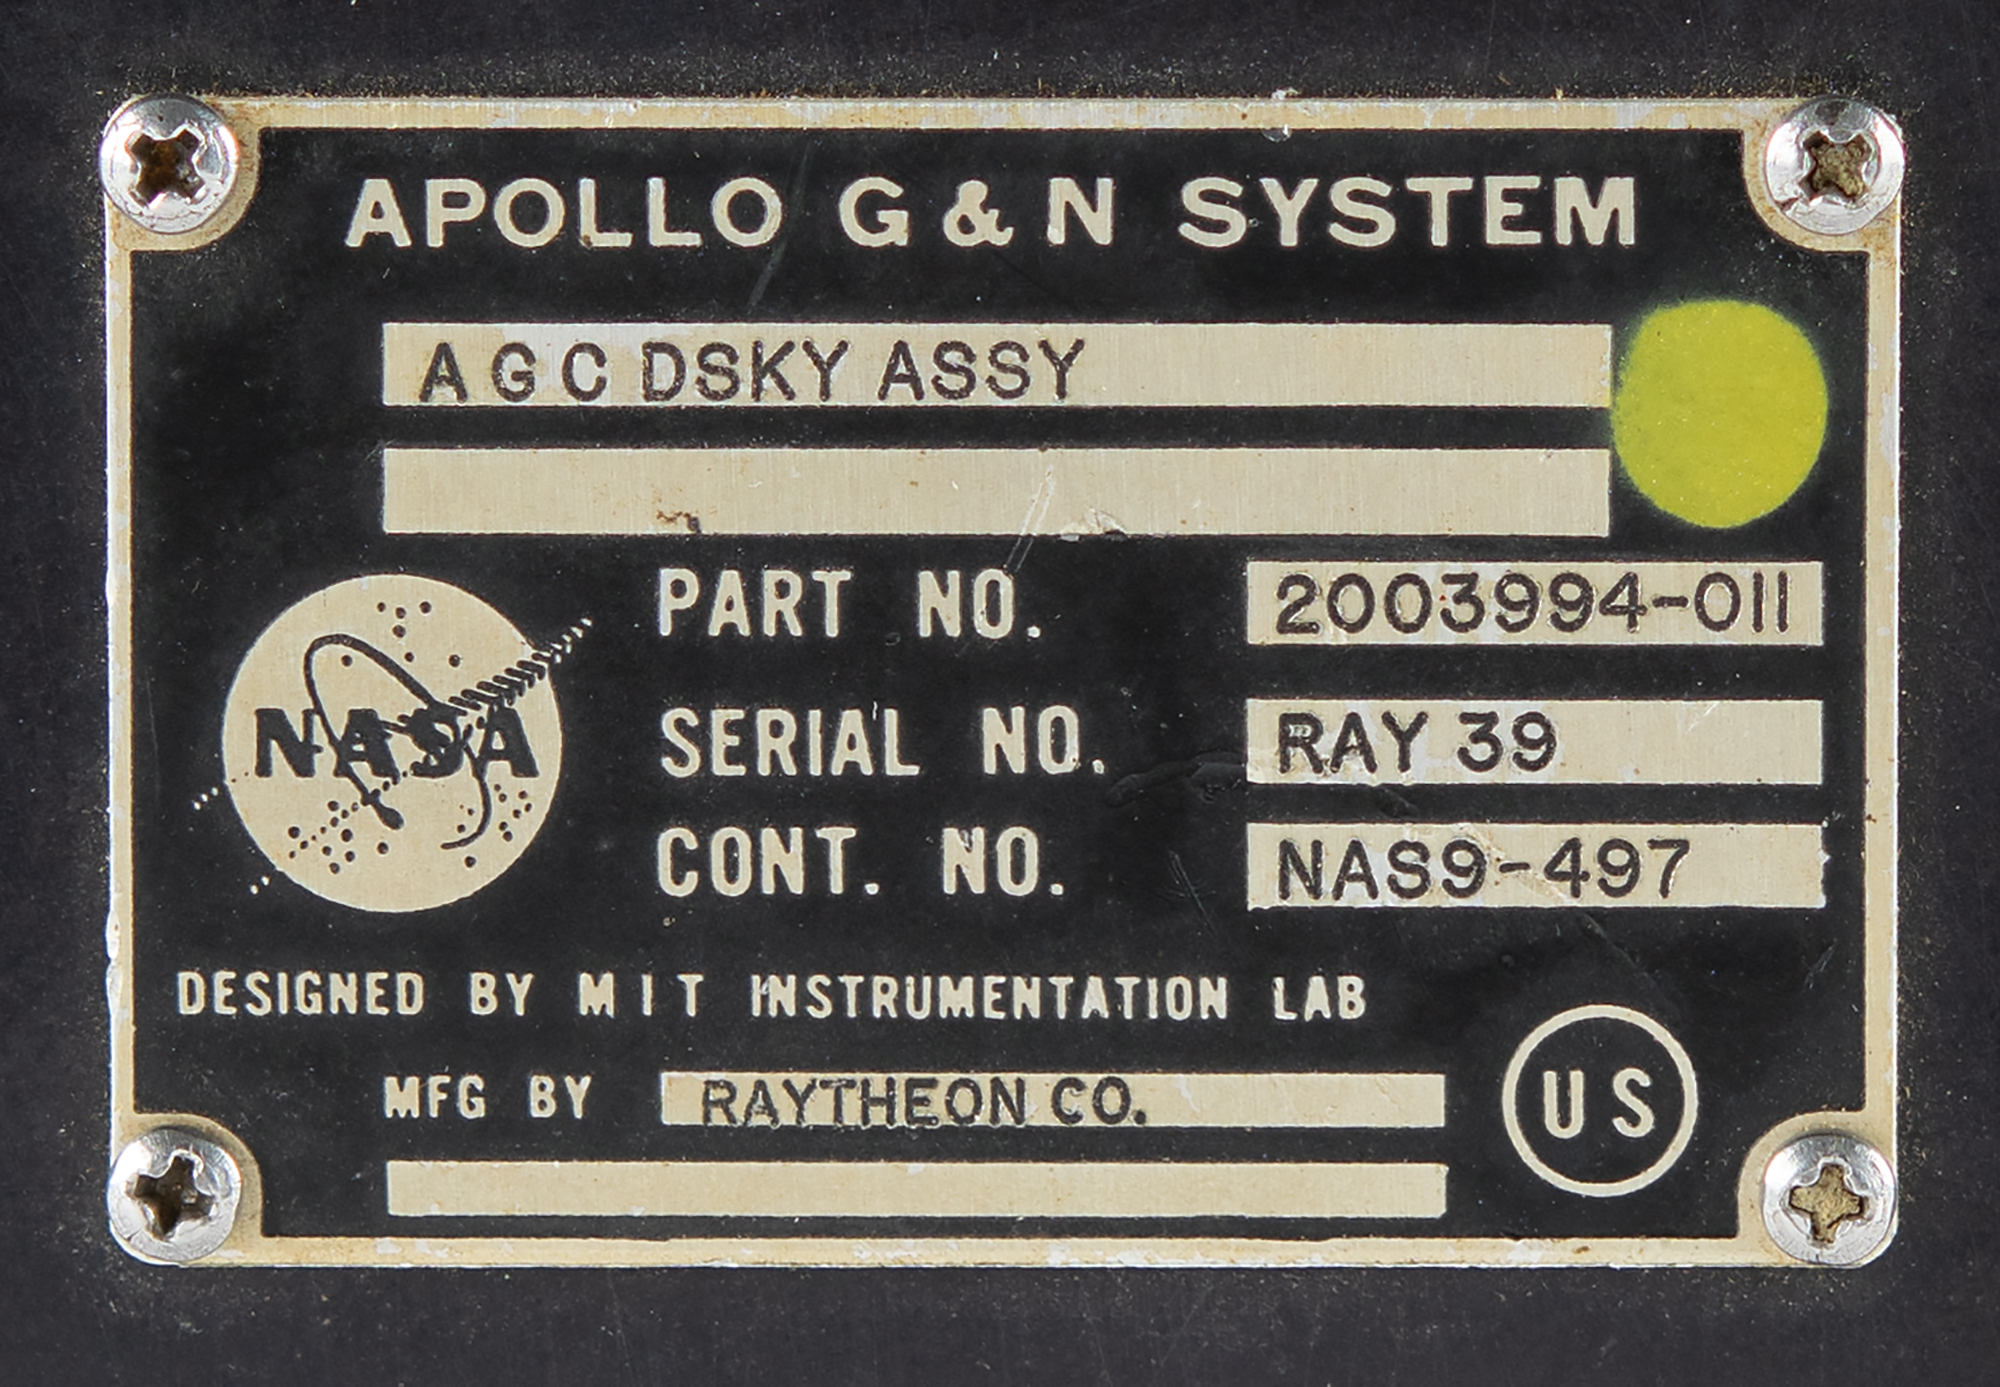 APOLLO G & N SYSTEM
AGC DSKY ASSY
PART NO. 2003994-011
NASA
SERIAL NO. RAY 39
CONT. NO. NAS9-497
DESIGNED BY MIT INSTRUMENTATION LAB
MFG BY RAYTHEON CO.
US